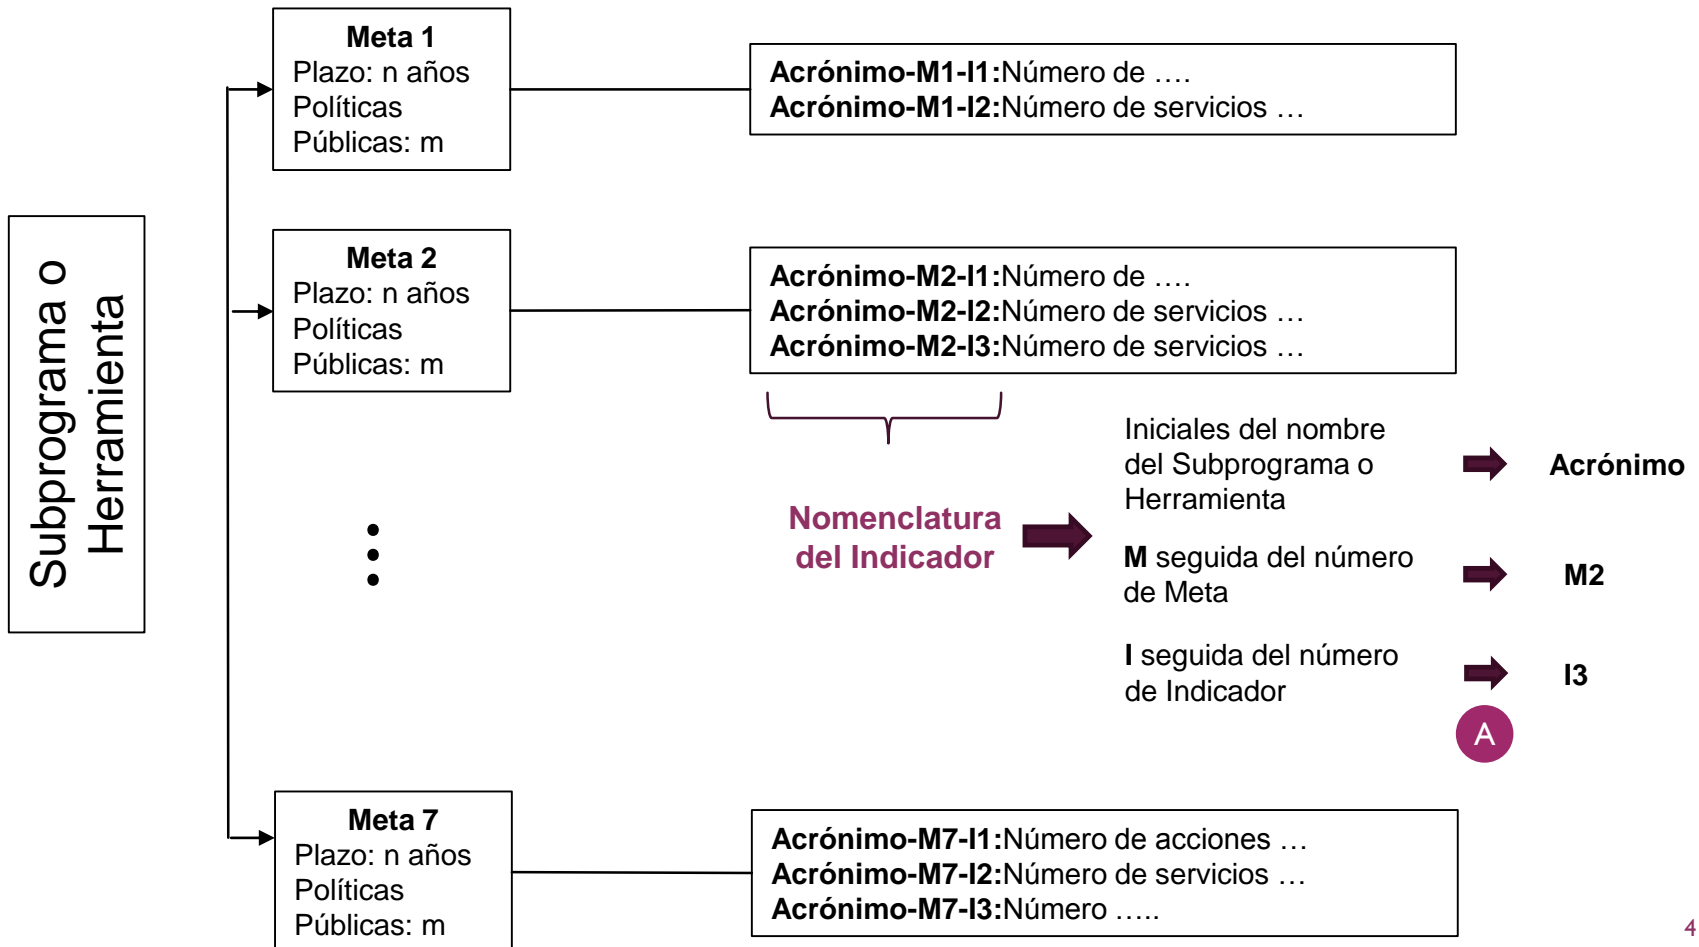 Subprograma o
Herramienta
Meta 1
Plazo: n años
Políticas
Públicas: m
Acrónimo-M1-I1:Número de ….
Acrónimo-M1-I2:Número de servicios …
Meta 2
Plazo: n años
Políticas
Públicas: m
Acrónimo-M2-I1:Número de ….
Acrónimo-M2-I2:Número de servicios …
Acrónimo-M2-I3:Número de servicios …
Nomenclatura
del Indicador
Iniciales del nombre
del Subprograma o
Herramienta
Acrónimo
M seguida del número
de Meta
M2
I seguida del número
de Indicador
I3
A
Meta 7
Plazo: n años
Políticas
Públicas: m
Acrónimo-M7-I1:Número de acciones …
Acrónimo-M7-I2:Número de servicios …
Acrónimo-M7-I3:Número …..
4